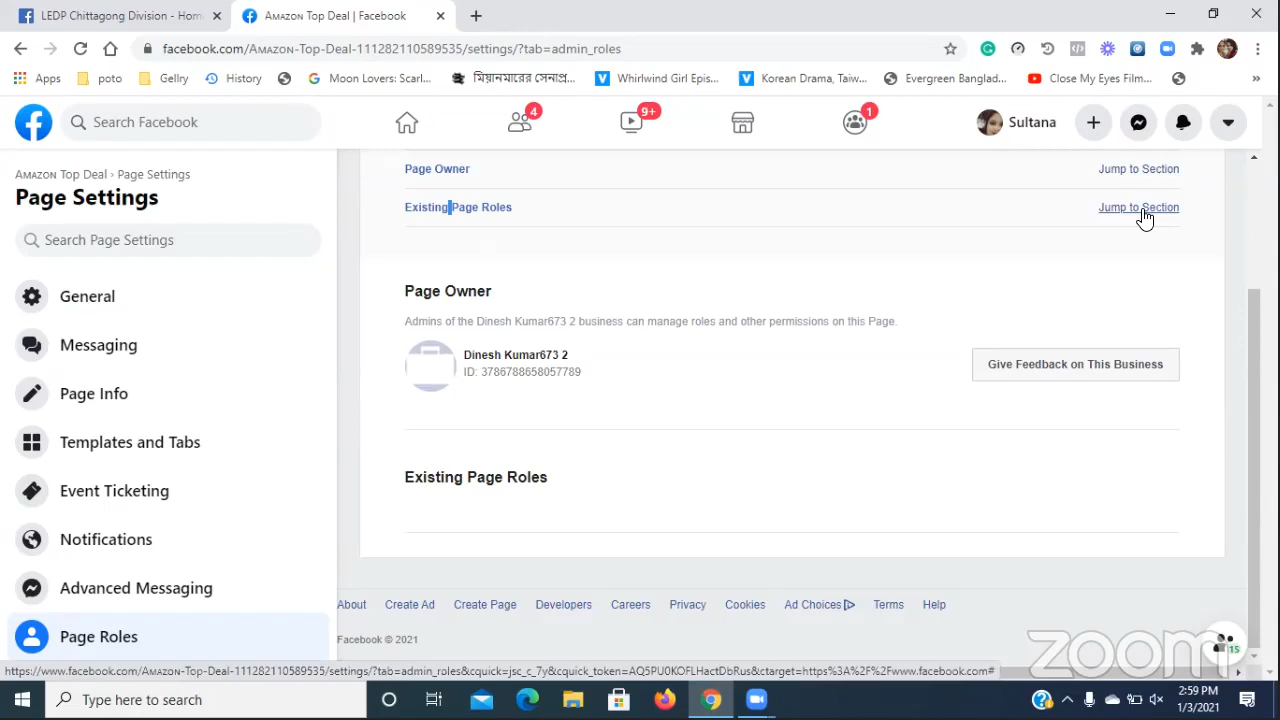 LEDP Chittagong Division - Hom
Amazon Top Deal | Facebook
facebook.com/Amazon-Top-Deal-111282110589535/settings/?tab=admin_roles
Apps
poto
Gellry
History
Moon Lovers: Scarl...
মিয়ানমারের সেনাপ্র...
Whirlwind Girl Epis...
Korean Drama, Taiw...
Evergreen Banglad...
Close My Eyes Film...
»
Search Facebook
4
9+
1
Sultana
Amazon Top Deal › Page Settings
Page Settings
Search Page Settings
General
Messaging
Page Info
Templates and Tabs
Event Ticketing
Notifications
Advanced Messaging
Page Roles
Page Owner Jump to Section
Existing Page Roles Jump to Section
Page Owner
Admins of the Dinesh Kumar673 2 business can manage roles and other permissions on this Page.
Dinesh Kumar673 2
ID: 3786788658057789
Give Feedback on This Business
Existing Page Roles
About Create Ad Create Page Developers Careers Privacy Cookies Ad Choices Terms Help
Facebook © 2021
zoom
15
https://www.facebook.com/Amazon-Top-Deal-111282110589535/settings/?tab=admin_roles&cquick=jsc_c_7y&cquick_token=AQ5PU0KOFLHactDbRus&ctarget=https%3A%2F%2Fwww.facebook.com#
Type here to search
2:59 PM
1/3/2021